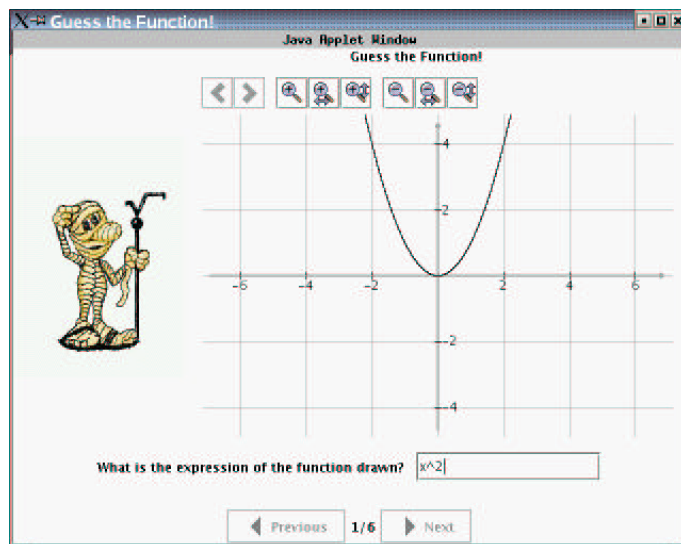 Guess the Function!
Java Applet Window
Guess the Function!
4
2
-6 -4 -2 2 4 6
-2
-4
What is the expression of the function drawn? x^2
Previous 1/6 Next